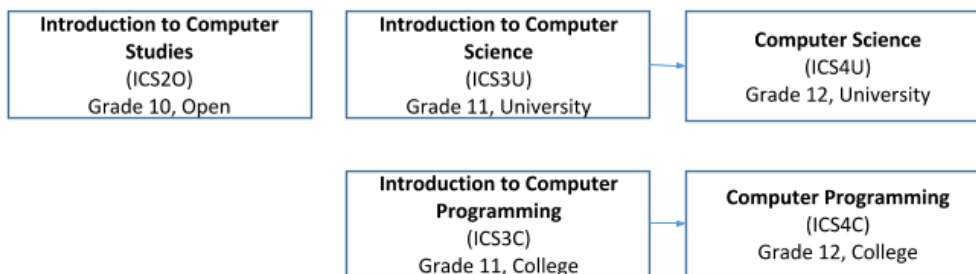 Introduction to Computer
Studies
(ICS2O)
Grade 10, Open
Introduction to Computer
Science
(ICS3U)
Grade 11, University
Computer Science
(ICS4U)
Grade 12, University
Introduction to Computer
Programming
(ICS3C)
Grade 11, College
Computer Programming
(ICS4C)
Grade 12, College